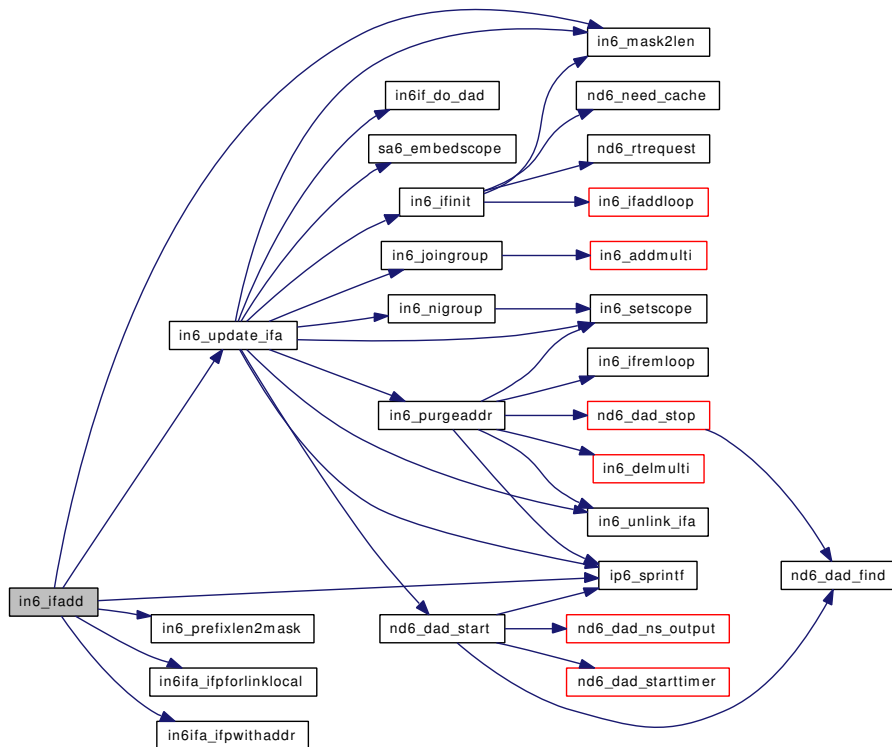 in6_mask2len
in6if_do_dad
nd6_need_cache
sa6_embedscope
nd6_rtrequest
in6_ifinit
in6_ifaddloop
in6_joingroup
in6_addmulti
in6_nigroup
in6_setscope
in6_update_ifa
in6_ifremloop
in6_purgeaddr
nd6_dad_stop
in6_delmulti
in6_unlink_ifa
ip6_sprintf
nd6_dad_find
in6_ifadd
in6_prefixlen2mask
nd6_dad_start
nd6_dad_ns_output
in6ifa_ifpforlinklocal
nd6_dad_starttimer
in6ifa_ifpwithaddr